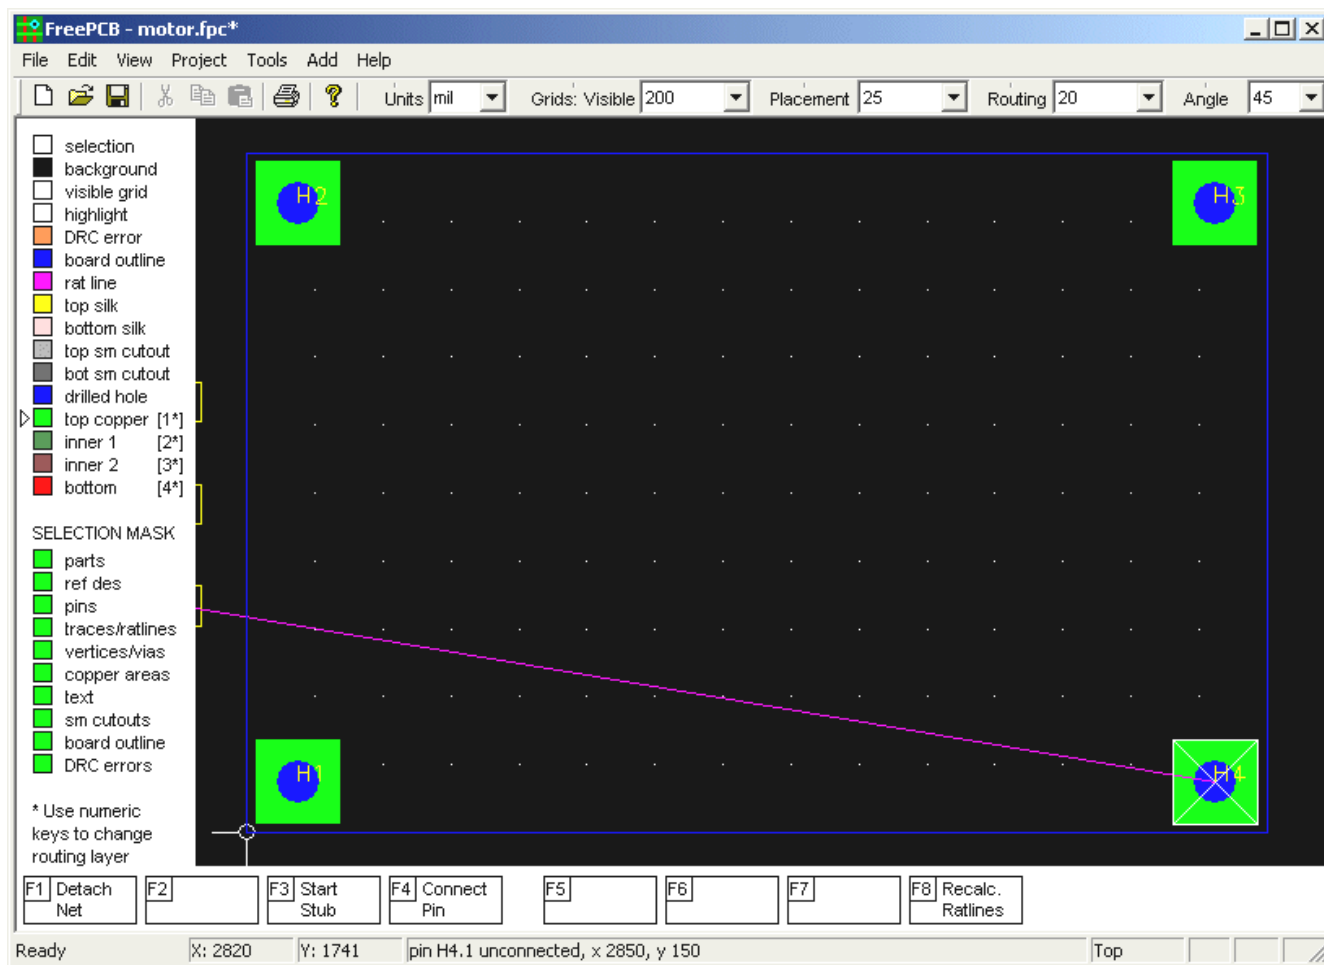 FreePCB - motor.fpc*
File Edit View Project Tools Add Help
Units mil Grids: Visible 200 Placement 25 Routing 20 Angle 45
selection
background
visible grid
highlight
DRC error
board outline
rat line
top silk
bottom silk
top sm cutout
bot sm cutout
drilled hole
top copper [1*]
inner 1 [2*]
inner 2 [3*]
bottom [4*]
SELECTION MASK
parts
ref des
pins
traces/ratlines
vertices/vias
copper areas
text
sm cutouts
board outline
DRC errors
* Use numeric
keys to change
routing layer
H2 H3
H1 H4
F1 Detach Net F2 F3 Start Stub F4 Connect Pin F5 F6 F7 F8 Recalc. Ratlines
Ready X: 2820 Y: 1741 pin H4.1 unconnected, x 2850, y 150 Top